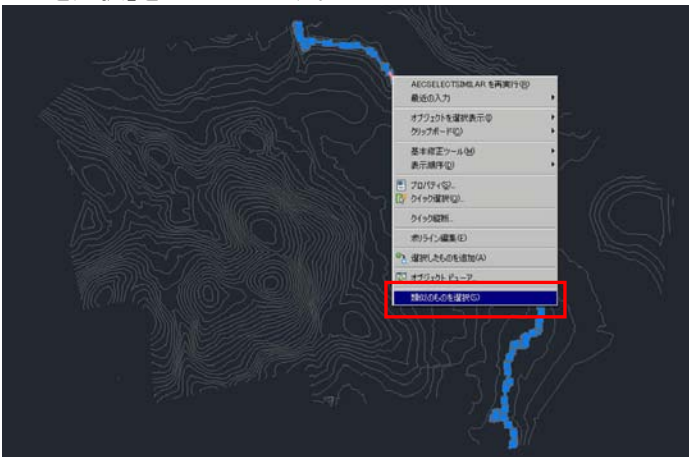 AECSELECTSIMILAR を再実行(R)
最近の入力
オブジェクトを選択表示
クリップボード(C)
基本修正ツール(M)
表示順序(D)
プロパティ
クイック選択(Q)...
クイック縦断...
ポリライン編集(E)
選択したものを追加(A)
オブジェクト ビューア...
類似のものを選択(S)